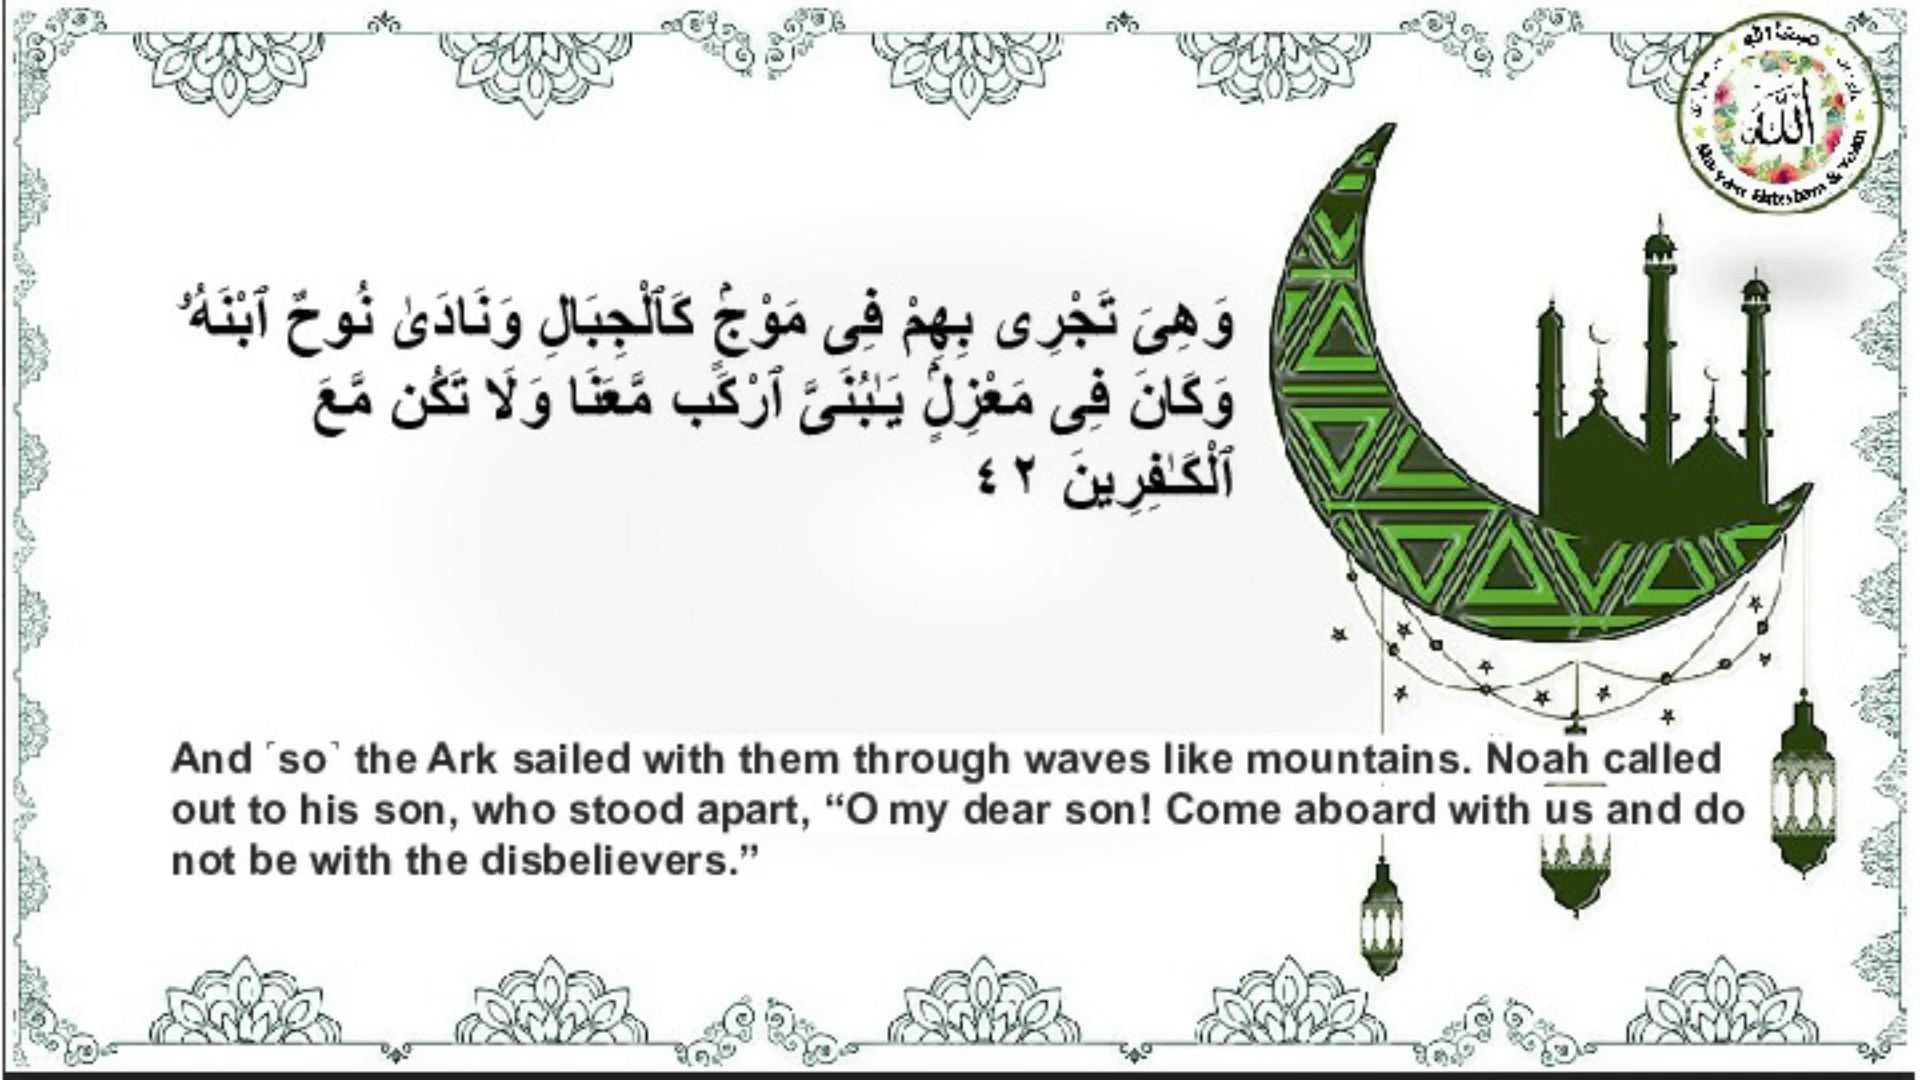 وَهِىَ تَجْرِى بِهِمْ فِى مَوْجٍۢ كَٱلْجِبَالِ وَنَادَىٰ نُوحٌ ٱبْنَهُۥ
وَكَانَ فِى مَعْزِلٍۢ يَـٰبُنَىَّ ٱرْكَب مَّعَنَا وَلَا تَكُن مَّعَ
ٱلْكَـٰفِرِينَ ٤٢
And ˹so˺ the Ark sailed with them through waves like mountains. Noah called
out to his son, who stood apart, “O my dear son! Come aboard with us and do
not be with the disbelievers.”
الله